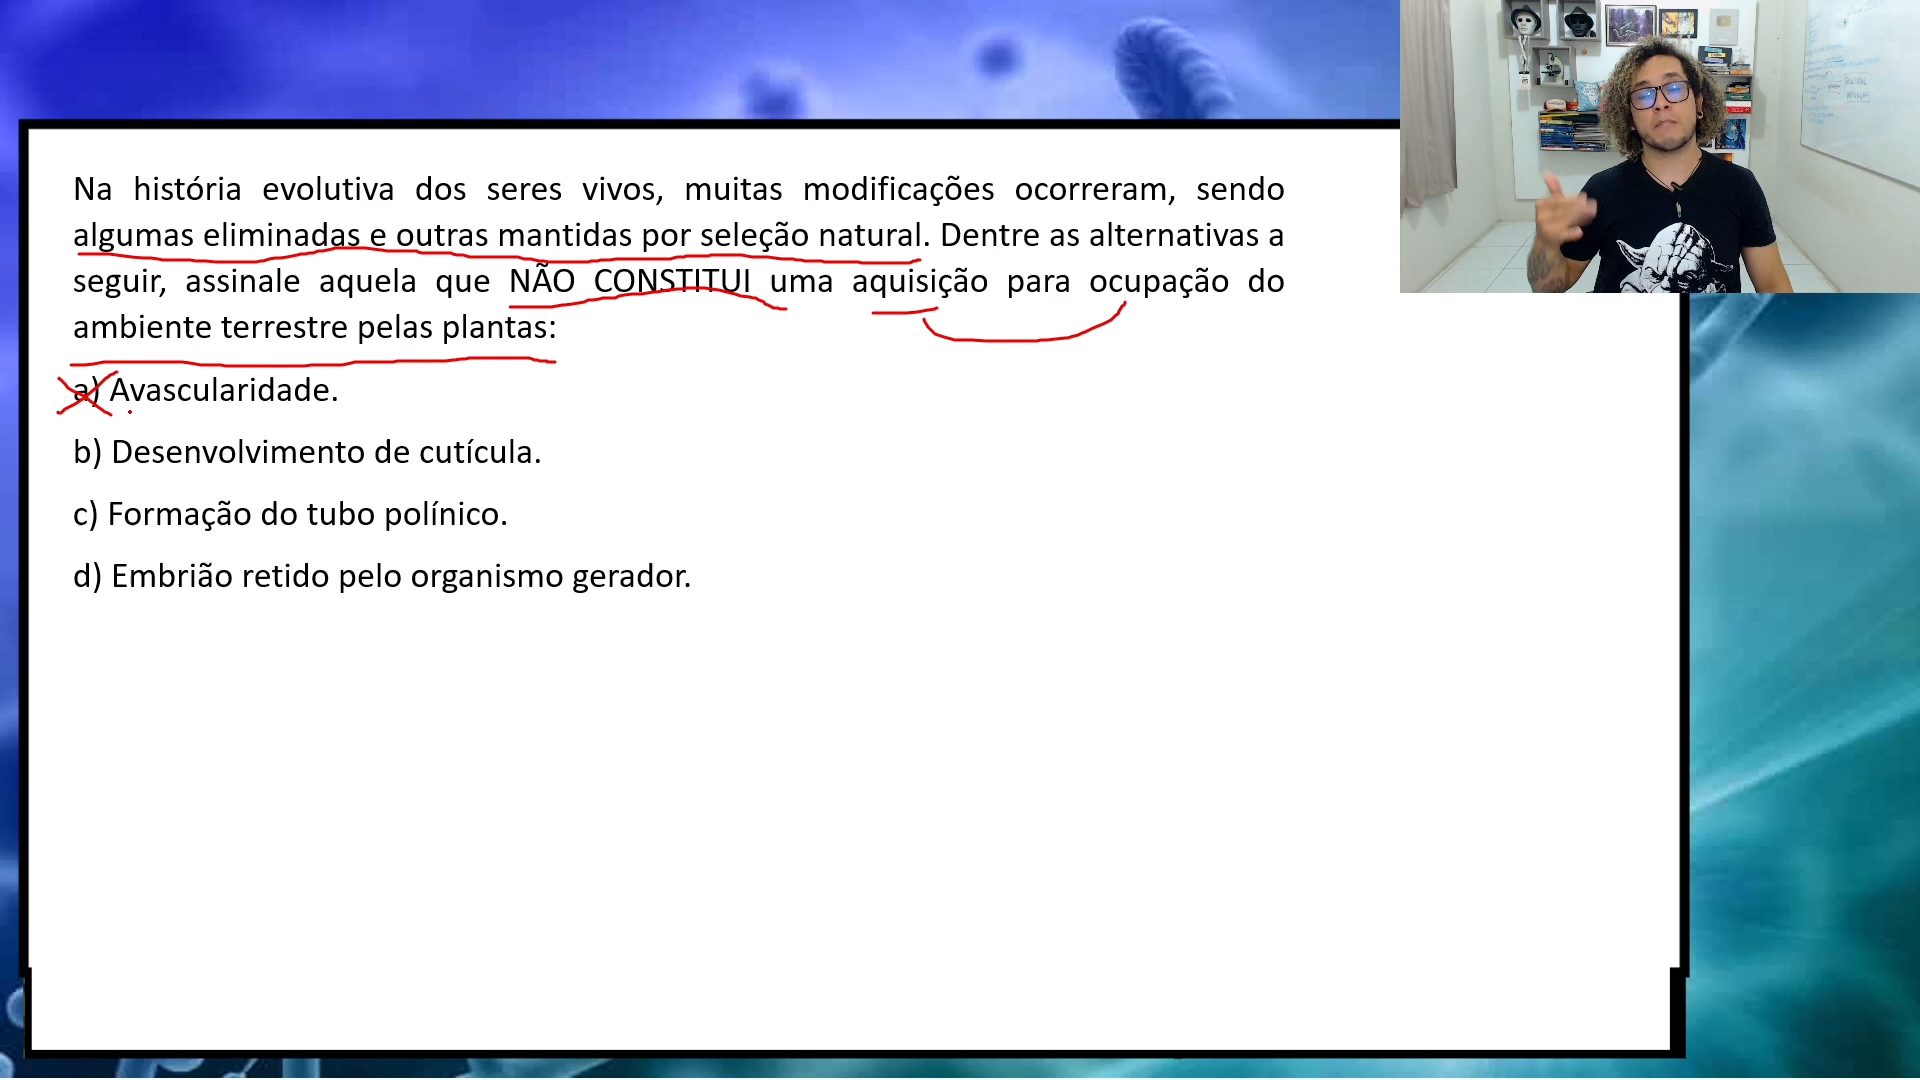 Na história evolutiva dos seres vivos, muitas modificações ocorreram, sendo
algumas eliminadas e outras mantidas por seleção natural. Dentre as alternativas a
seguir, assinale aquela que NÃO CONSTITUI uma aquisição para ocupação do
ambiente terrestre pelas plantas:
a) Avascularidade.
b) Desenvolvimento de cutícula.
c) Formação do tubo polínico.
d) Embrião retido pelo organismo gerador.